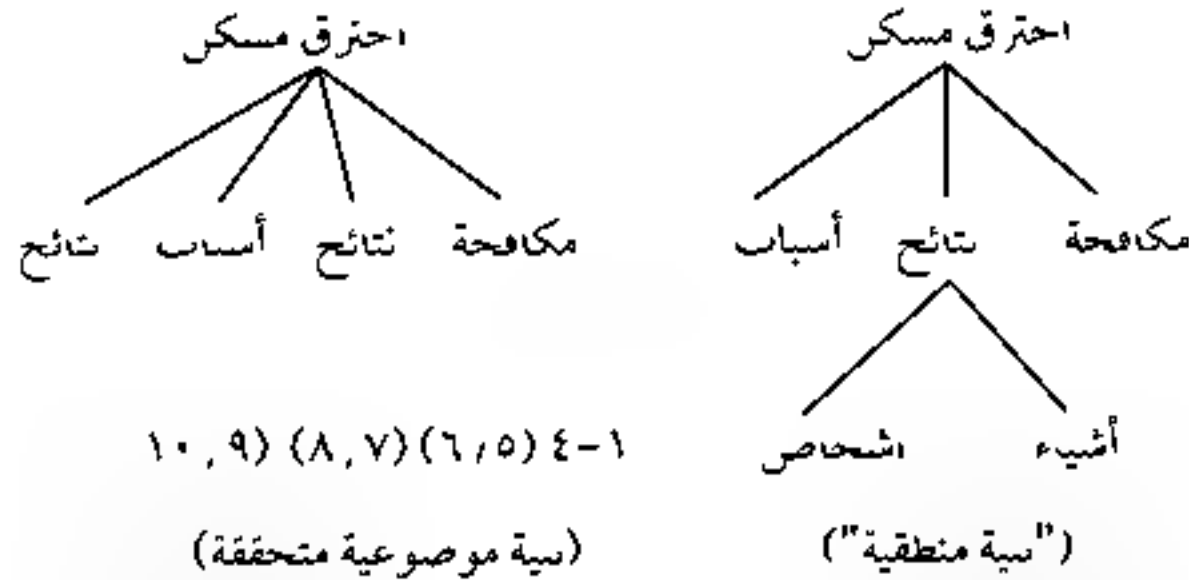 احترق مسكن
احترق مسكن
مكافحة نتائج أسباب
مكافحة نتائج أسباب نتائج
أشياء اشخاص
١-٤ (٥, ٦) (٧, ٨) (٩, ١٠
("بنية منطقية")
(بنية موضوعية متحققة)